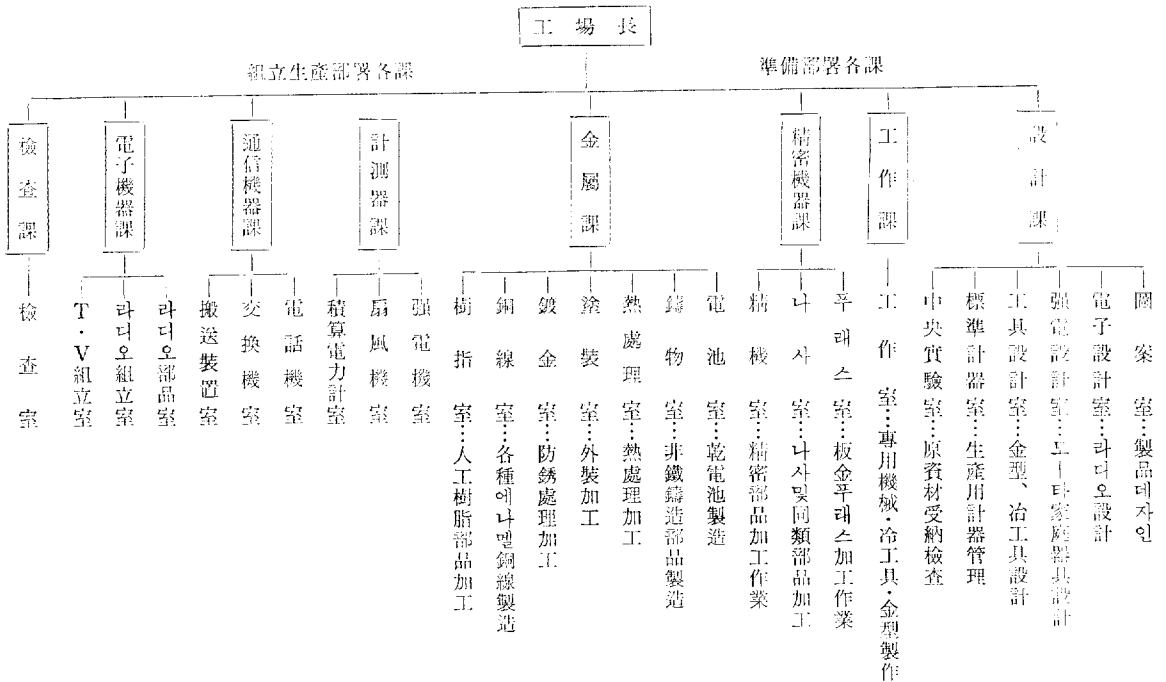 工場長
組立生產部署各課
準備部署各課
檢查課
電子機器課
通信機器課
計測器課
金屬課
精密機器課
工作課
設計課
檢查室
T·V組立室
라디오組立室
라디오部品室
搬送裝置室
交換機室
電話機室
積算電力計室
扇風機室
强電機室
樹指室…人工樹脂部品加工
銅線室…各種에나멜銅線製造
鍍金室…防銹處理加工
塗裝室…外裝加工
熱處理室…熱處理加工
鑄物室…非鐵鑄造部品製造
電池室…乾電池製造
精機室…精密部品加工作業
나사室…나사및同類部品加工
푸래스室…板金푸래스加工作業
工作室…專用機械·冶工具·金型製作
中央實驗室…原資材受納檢查
標準計器室…生產用計器管理
工具設計室…金型、冶工具設計
强電設計室…모ー타家庭器具設計
電子設計室…라디오設計
圖案室…製品데자인